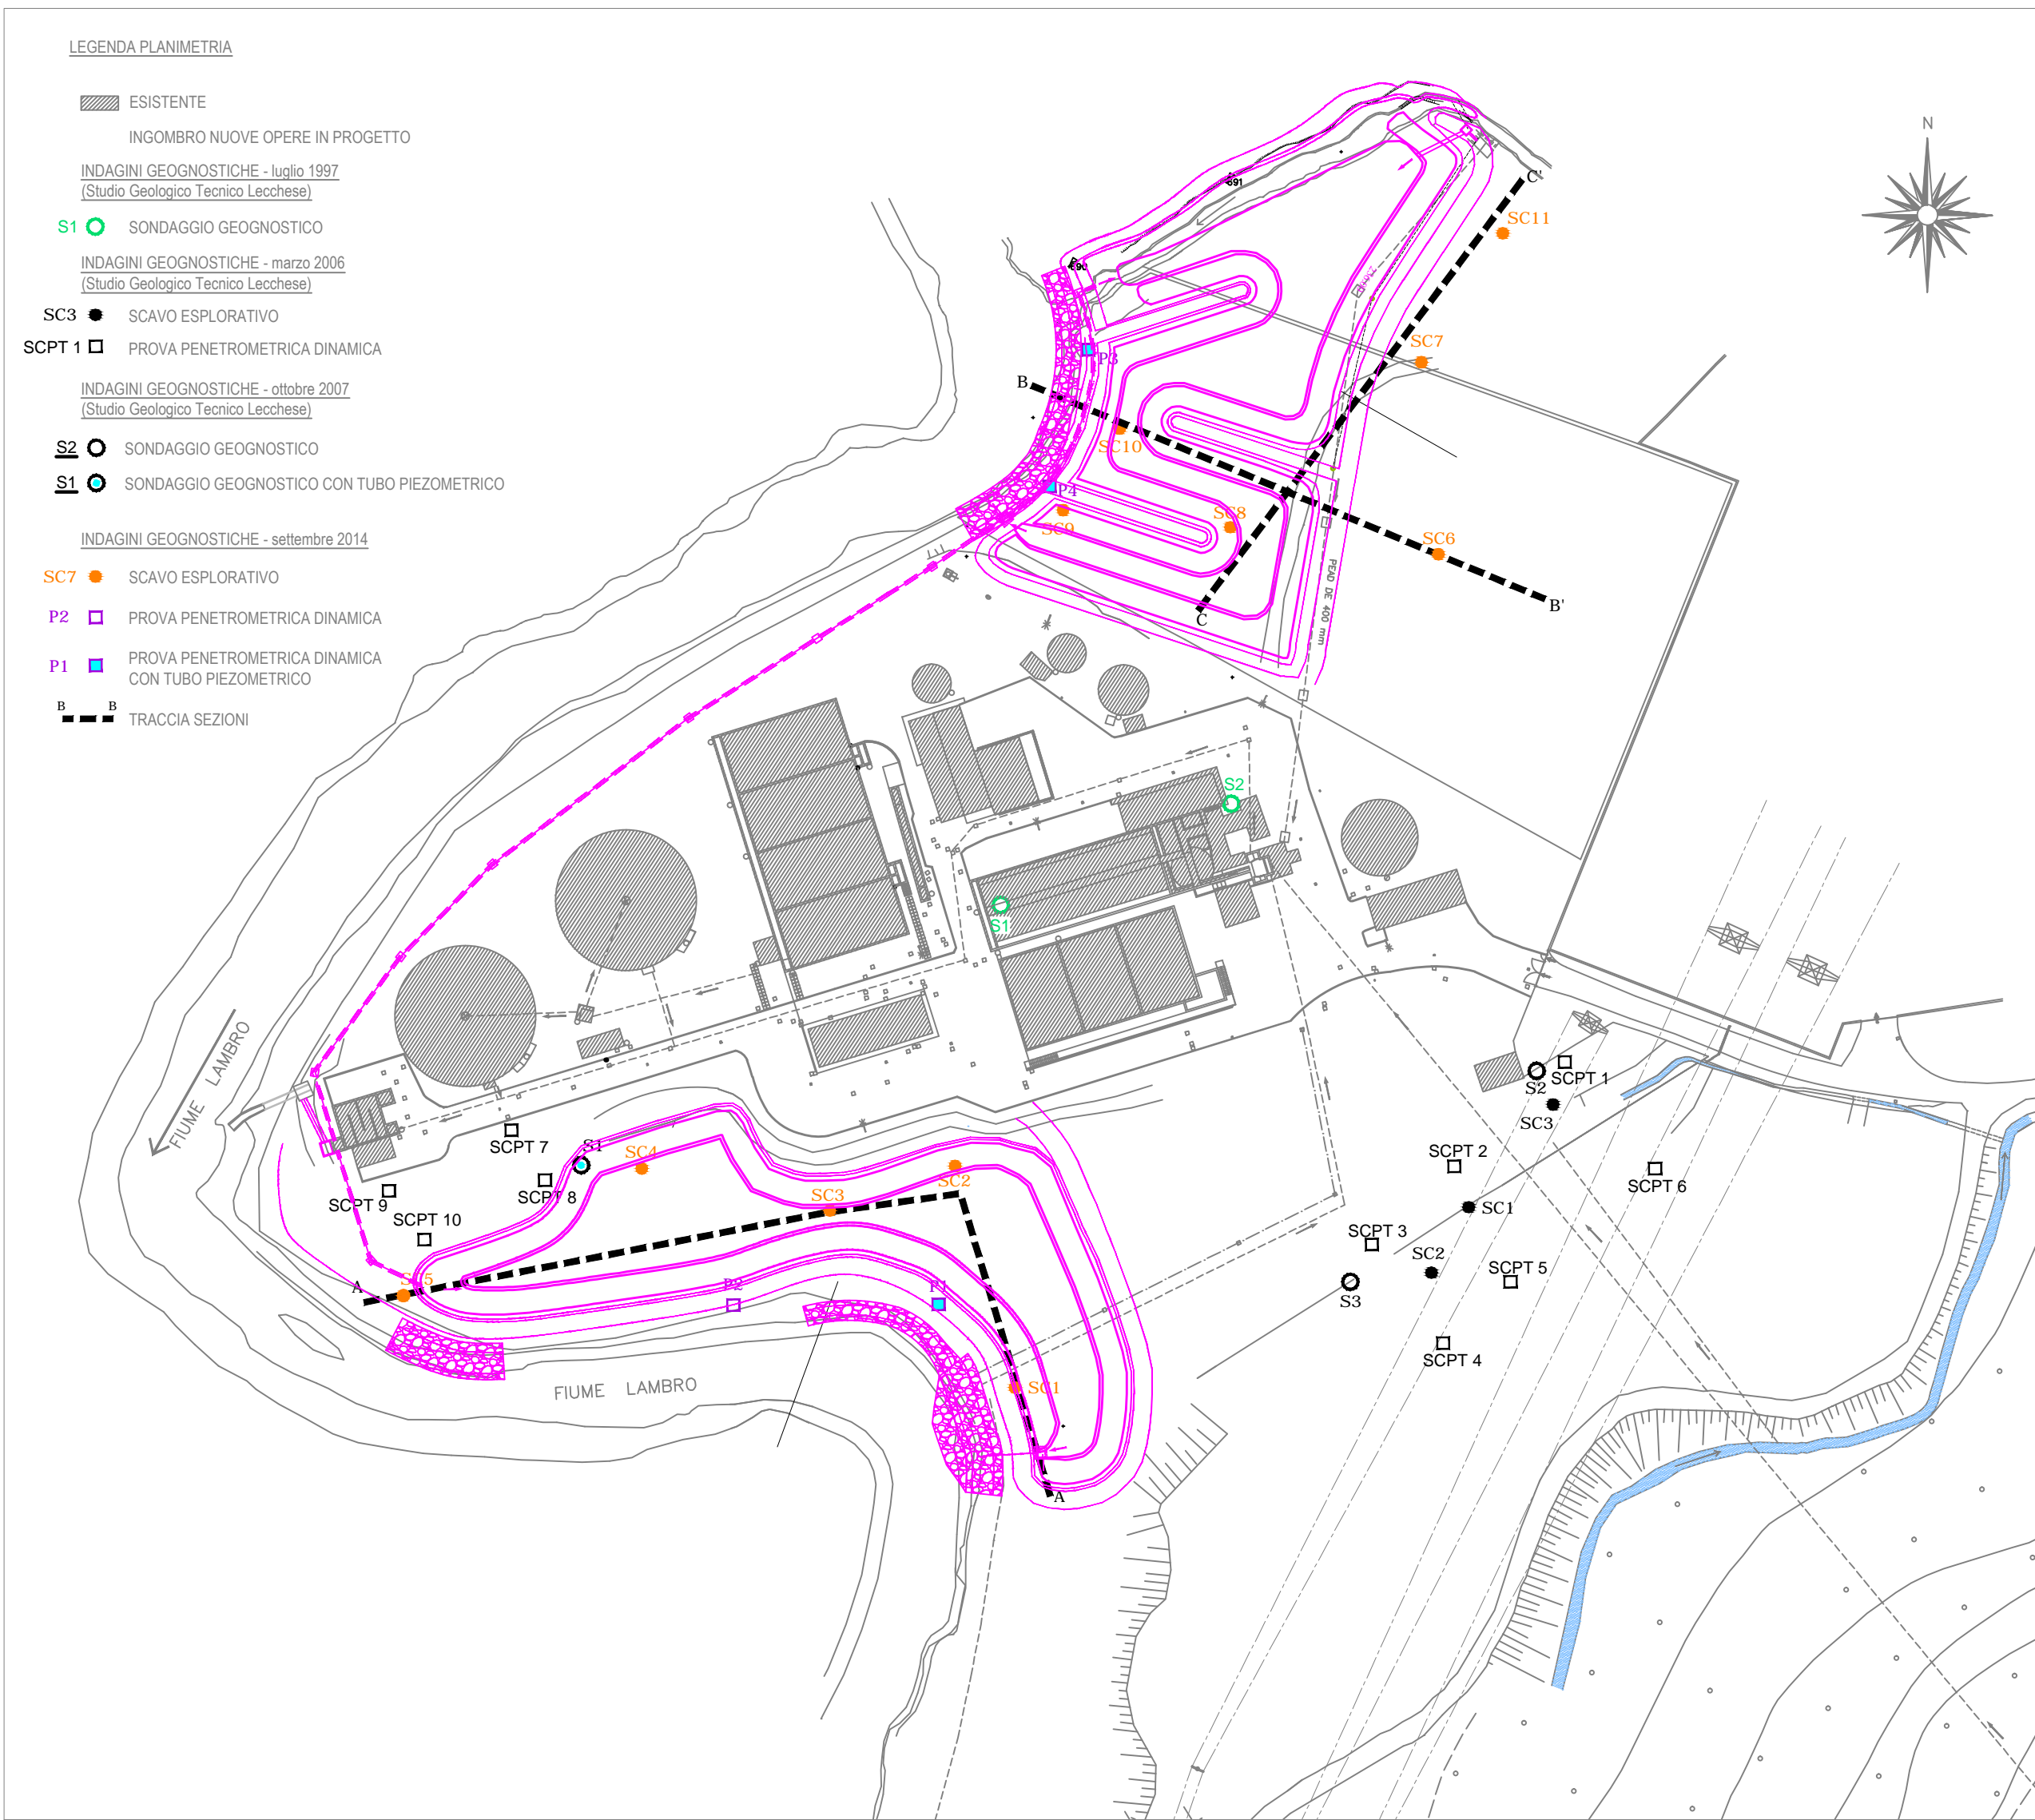 LEGENDA PLANIMETRIA
ESISTENTE
INGOMBRO NUOVE OPERE IN PROGETTO
INDAGINI GEOGNOSTICHE - luglio 1997
(Studio Geologico Tecnico Lecchese)
S1 SONDAGGIO GEOGNOSTICO
INDAGINI GEOGNOSTICHE - marzo 2006
(Studio Geologico Tecnico Lecchese)
SC3 SCAVO ESPLORATIVO
SCPT 1 PROVA PENETROMETRICA DINAMICA
INDAGINI GEOGNOSTICHE - ottobre 2007
(Studio Geologico Tecnico Lecchese)
S2 SONDAGGIO GEOGNOSTICO
S1 SONDAGGIO GEOGNOSTICO CON TUBO PIEZOMETRICO
INDAGINI GEOGNOSTICHE - settembre 2014
SC7 SCAVO ESPLORATIVO
P2 PROVA PENETROMETRICA DINAMICA
P1 PROVA PENETROMETRICA DINAMICA
CON TUBO PIEZOMETRICO
B B TRACCIA SEZIONI
N
C'
SC11
691
690
SC7
P3
B
SC10
P4
SC9
SC8
SC6
B'
C
PEAD DE 400 mm
S2
S1
FIUME LAMBRO
S2
SCPT 1
SC3
SCPT 2
SCPT 6
SC1
SCPT 3
SC2
SCPT 5
S3
SCPT 4
SCPT 7
S1
SC4
SC2
SCPT 8
SCPT 9
SC3
SCPT 10
SC5
A
P2
P1
SC1
FIUME LAMBRO
A